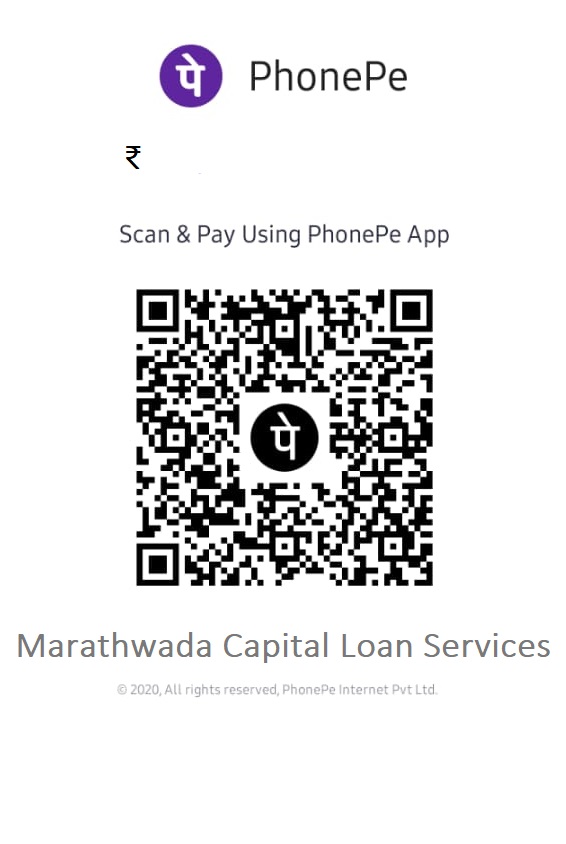 पे PhonePe
₹
Scan & Pay Using PhonePe App
पे
Marathwada Capital Loan Services
© 2020, All rights reserved, PhonePe Internet Pvt Ltd.